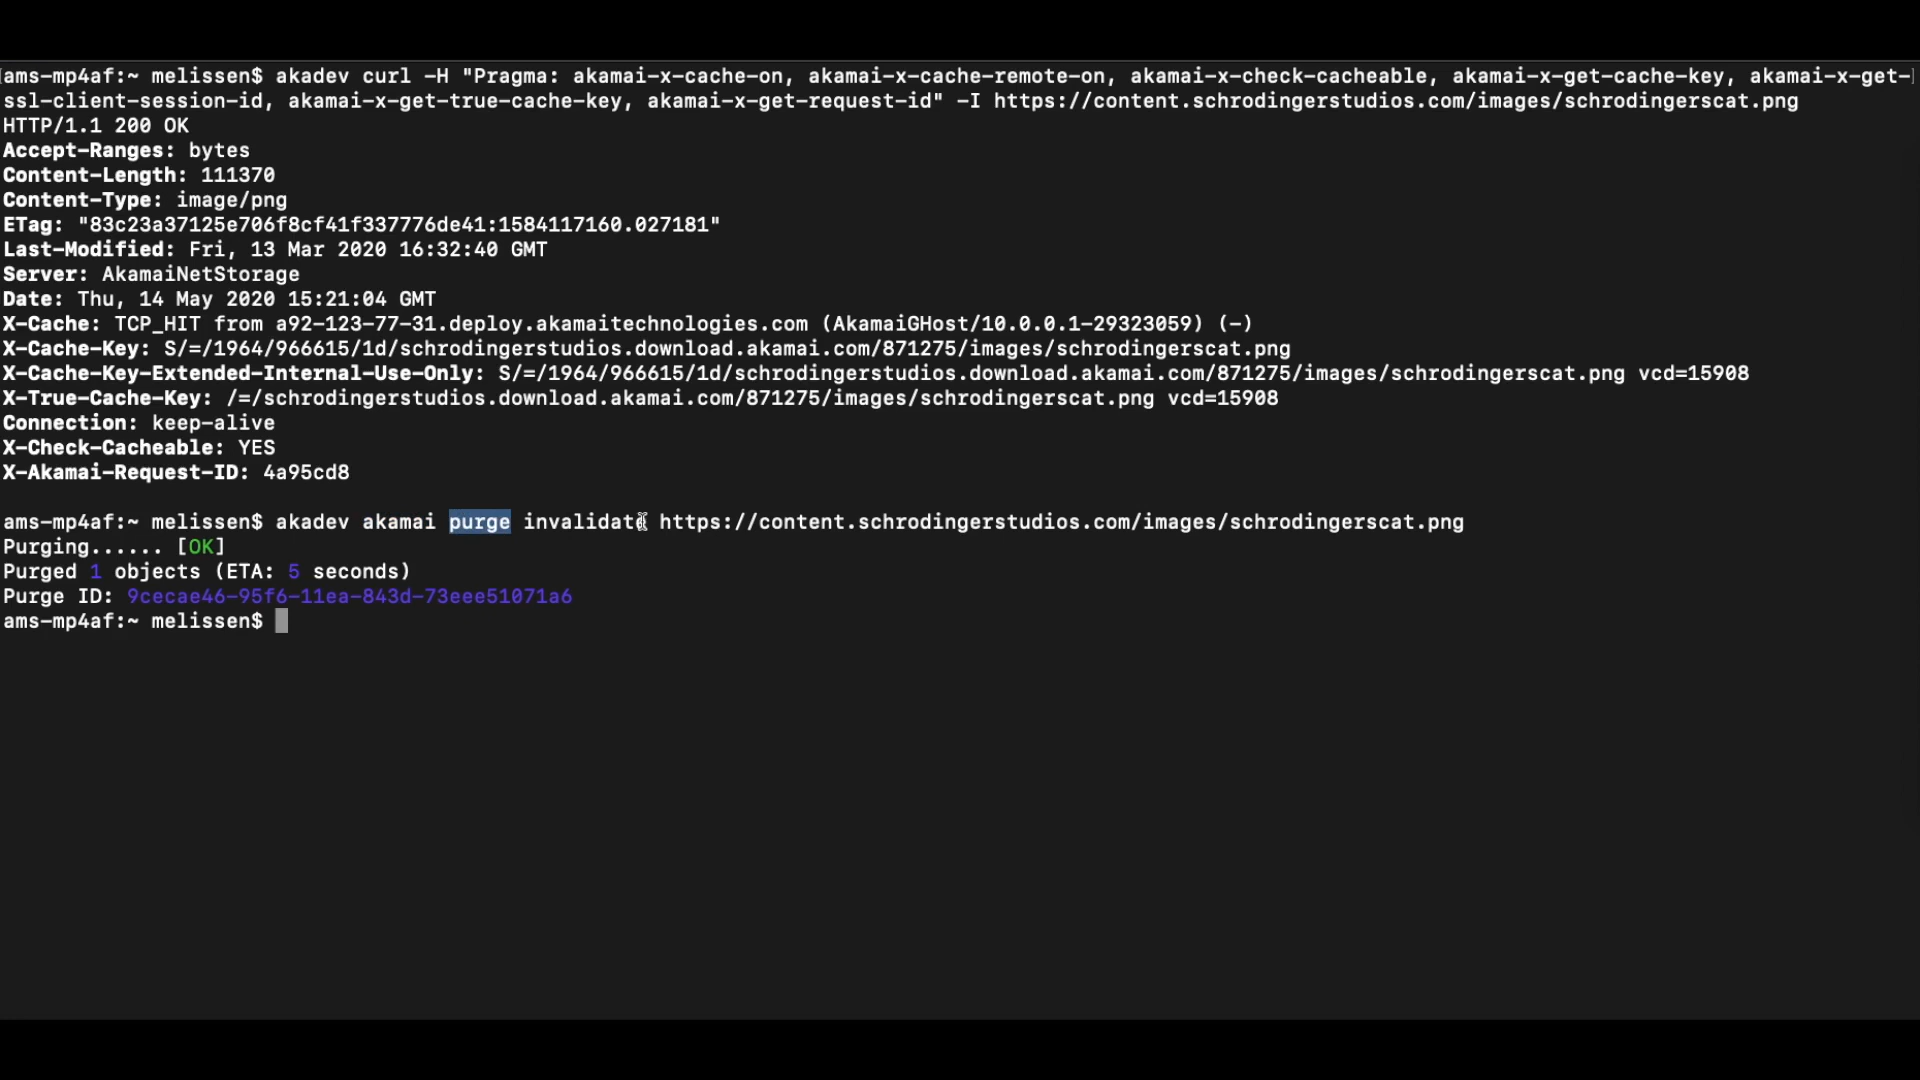 ams-mp4af:~ melissen$ akadev curl -H "Pragma: akamai-x-cache-on, akamai-x-cache-remote-on, akamai-x-check-cacheable, akamai-x-get-cache-key, akamai-x-get-
ssl-client-session-id, akamai-x-get-true-cache-key, akamai-x-get-request-id" -I https://content.schrodingerstudios.com/images/schrodingerscat.png
HTTP/1.1 200 OK
Accept-Ranges: bytes
Content-Length: 111370
Content-Type: image/png
ETag: "83c23a37125e706f8cf41f337776de41:1584117160.027181"
Last-Modified: Fri, 13 Mar 2020 16:32:40 GMT
Server: AkamaiNetStorage
Date: Thu, 14 May 2020 15:21:04 GMT
X-Cache: TCP_HIT from a92-123-77-31.deploy.akamaitechnologies.com (AkamaiGHost/10.0.0.1-29323059) (-)
X-Cache-Key: S/=/1964/966615/1d/schrodingerstudios.download.akamai.com/871275/images/schrodingerscat.png
X-Cache-Key-Extended-Internal-Use-Only: S/=/1964/966615/1d/schrodingerstudios.download.akamai.com/871275/images/schrodingerscat.png vcd=15908
X-True-Cache-Key: /=/schrodingerstudios.download.akamai.com/871275/images/schrodingerscat.png vcd=15908
Connection: keep-alive
X-Check-Cacheable: YES
X-Akamai-Request-ID: 4a95cd8
ams-mp4af:~ melissen$ akadev akamai purge invalidate https://content.schrodingerstudios.com/images/schrodingerscat.png
Purging...... [OK]
Purged 1 objects (ETA: 5 seconds)
Purge ID: 9cecae46-95f6-11ea-843d-73eee51071a6
ams-mp4af:~ melissen$